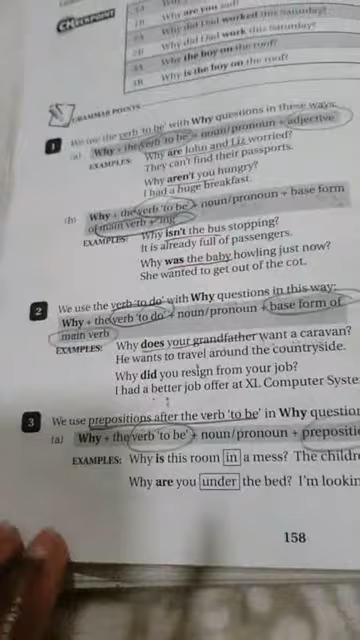 CHECKPOINT
1B Why are you sad?
2A Why did Dad worked this Saturday?
2B Why did Dad work this Saturday?
3A Why the boy on the roof?
3B Why is the boy on the roof?
GRAMMAR POINTS
1 We use the verb 'to be' with Why questions in these ways:
(a) Why + the verb 'to be' + noun/pronoun + adjective
EXAMPLES: Why are John and Liz worried?
They can't find their passports.
Why aren't you hungry?
I had a huge breakfast.
(b) Why + the verb 'to be' + noun/pronoun + base form
of main verb + 'ing'
EXAMPLES: Why isn't the bus stopping?
It is already full of passengers.
Why was the baby howling just now?
She wanted to get out of the cot.
2 We use the verb 'to do' with Why questions in this way:
Why + the verb 'to do' + noun/pronoun + base form of
main verb
EXAMPLES: Why does your grandfather want a caravan?
He wants to travel around the countryside.
Why did you resign from your job?
I had a better job offer at XL Computer Syste
3 We use prepositions after the verb 'to be' in Why question
(a) Why + the verb 'to be' + noun/pronoun + prepositi
EXAMPLES: Why is this room in a mess? The childr
Why are you under the bed? I'm lookin
158